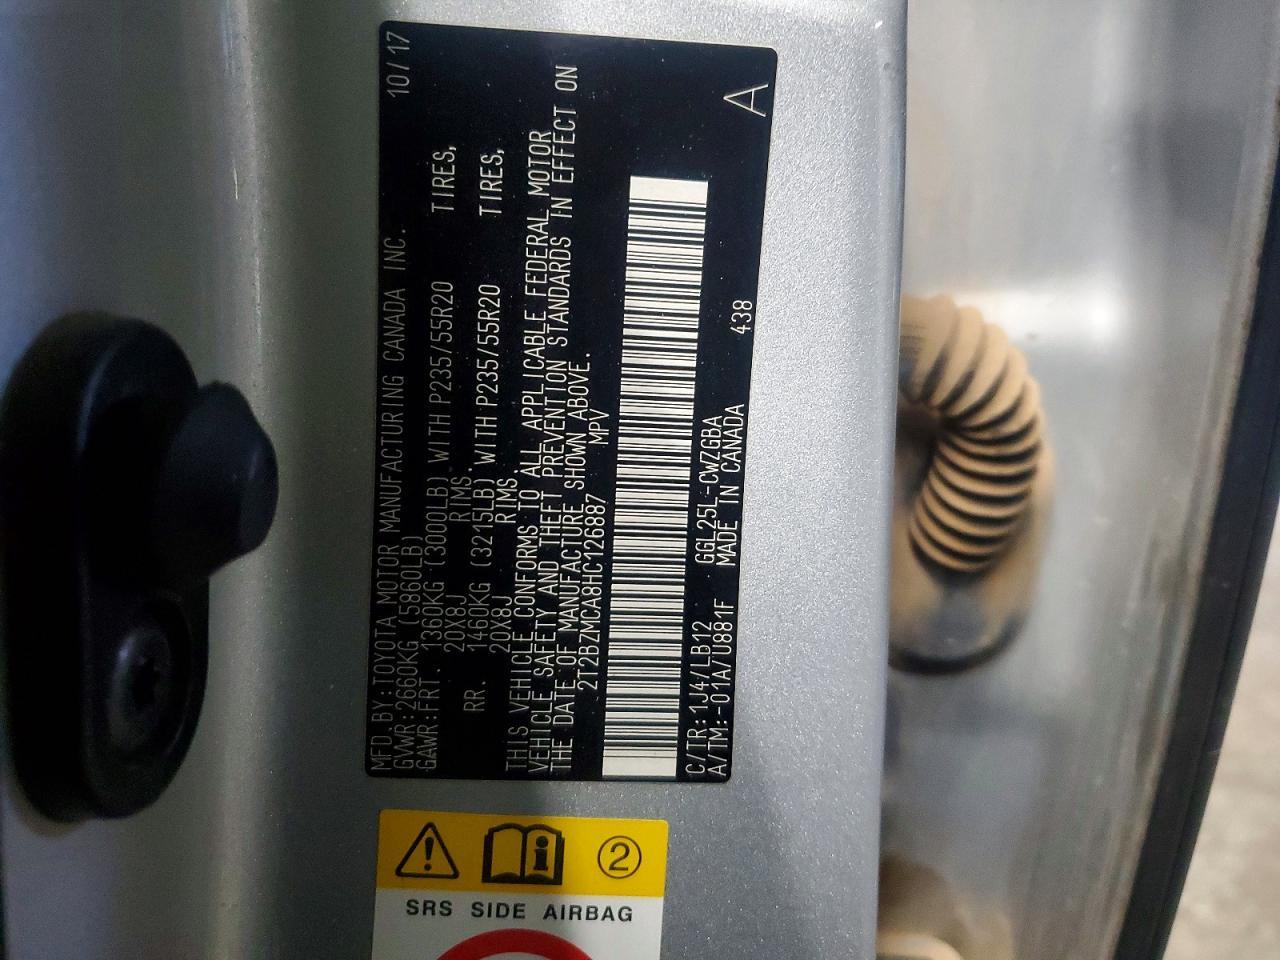 MFD. BY:TOYOTA MOTOR MANUFACTURING CANADA INC. 10/17
GVWR:2660KG(5860LB)
GAWR:FRT. 1360KG (3000LB) WITH P235/55R20 TIRES,
20X8J RIMS.
RR. 1460KG (3215LB) WITH P235/55R20 TIRES,
20X8J RIMS.
THIS VEHICLE CONFORMS TO ALL APPLICABLE FEDERAL MOTOR
VEHICLE SAFETY AND THEFT PREVENTION STANDARDS IN EFFECT ON
THE DATE OF MANUFACTURE SHOWN ABOVE.
2T2BZMCA8HC126887 MPV
C/TR:1J4/LB12 GGL25L-CWZGBA 438
A/TM:-01A/U881F MADE IN CANADA A
2
SRS SIDE AIRBAG